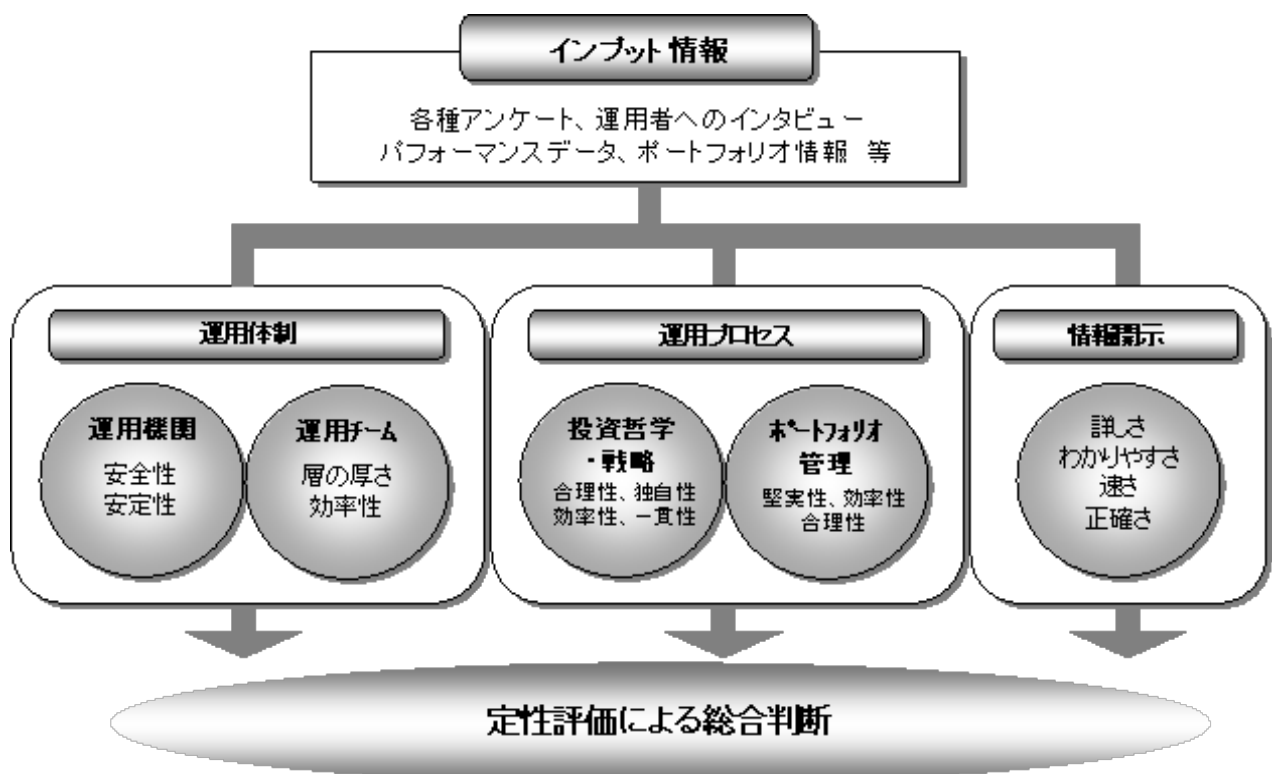 インプット情報
各種アンケート、運用者へのインタビュー
パフォーマンスデータ、ポートフォリオ情報 等
運用体制
運用機関
安全性
安定性
運用チーム
層の厚さ
効率性
運用プロセス
投資哲学
・戦略
合理性、独自性
効率性、一貫性
ポートフォリオ
管理
堅実性、効率性
合理性
情報開示
詳しさ
わかりやすさ
速さ
正確さ
定性評価による総合判断